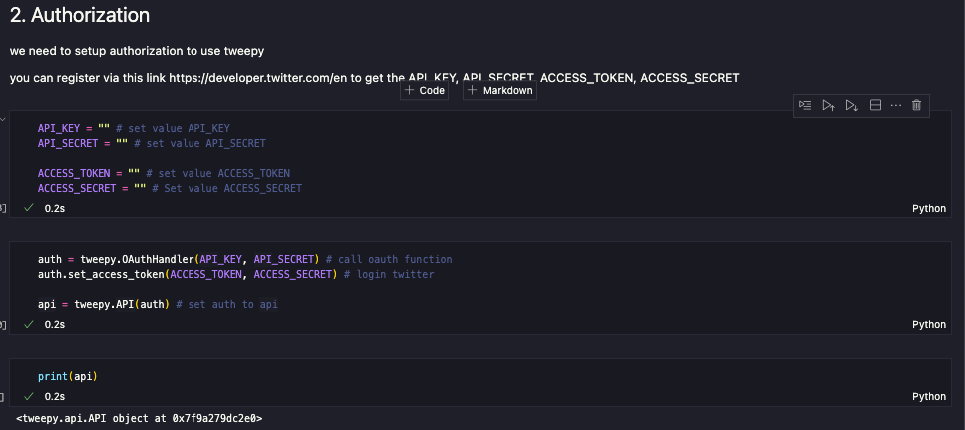 2. Authorization
we need to setup authorization to use tweepy
you can register via this link https://developer.twitter.com/en to get the API_KEY, API_SECRET, ACCESS_TOKEN, ACCESS_SECRET
+ Code + Markdown
API_KEY = "" # set value API_KEY
API_SECRET = "" # set value API_SECRET
ACCESS_TOKEN = "" # set value ACCESS_TOKEN
ACCESS_SECRET = "" # Set value ACCESS_SECRET
0.2s Python
auth = tweepy.OAuthHandler(API_KEY, API_SECRET) # call oauth function
auth.set_access_token(ACCESS_TOKEN, ACCESS_SECRET) # login twitter
api = tweepy.API(auth) # set auth to api
0.2s Python
print(api)
0.2s Python
<tweepy.api.API object at 0x7f9a279dc2e0>